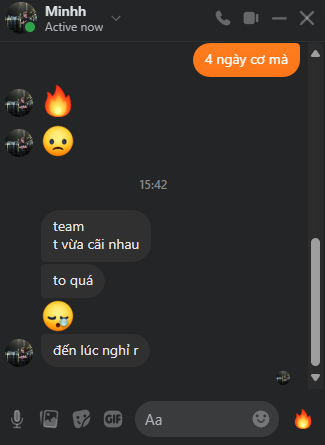 Minhh
Active now
4 ngày cơ mà
🔥
🙁
15:42
team
t vừa cãi nhau
to quá
😪
đến lúc nghỉ r
GIF
Aa